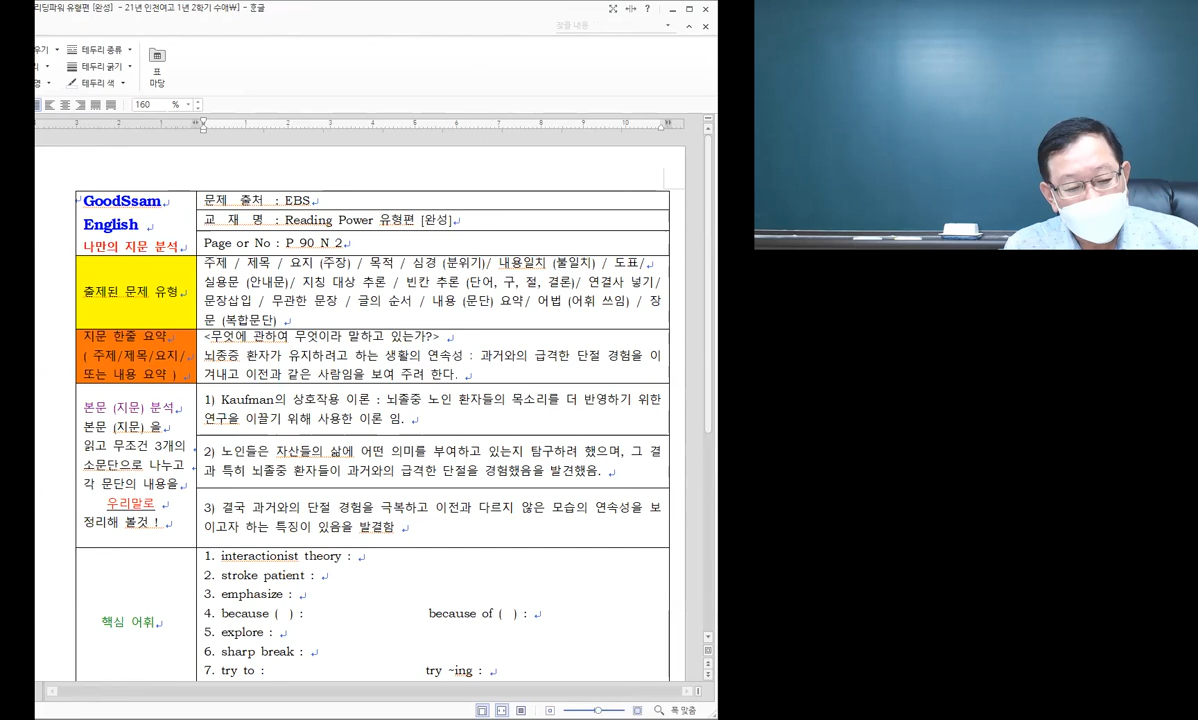 리딩파워 유형편 [완성] - 21년 인천여고 1년 2학기 수애₩] - 한글
맞쫄 내용
우기 테두리 종류
리 테두리 굵기
명 테두리 색
표
마당
160 %
3 2 1 1 2 3 4 5 6 7 8 9 10
GoodSsam
English
나만의 지문 분석
문제 출처 : EBS
교 재 명 : Reading Power 유형편 [완성]
Page or No : P 90 N 2
출제된 문제 유형
주제 / 제목 / 요지 (주장) / 목적 / 심경 (분위기)/ 내용일치 (불일치) / 도표/
실용문 (안내문)/ 지칭 대상 추론 / 빈칸 추론 (단어, 구, 절, 결론)/ 연결사 넣기/
문장삽입 / 무관한 문장 / 글의 순서 / 내용 (문단) 요약/ 어법 (어휘 쓰임) / 장
문 (복합문단)
지문 한줄 요약
( 주제/제목/요지/
또는 내용 요약 )
<무엇에 관하여 무엇이라 말하고 있는가?>
뇌종중 환자가 유지하려고 하는 생활의 연속성 : 과거와의 급격한 단절 경험을 이
겨내고 이전과 같은 사람임을 보여 주려 한다.
본문 (지문) 분석
본문 (지문) 을
읽고 무조건 3개의
소문단으로 나누고
각 문단의 내용을
우리말로
정리해 볼것 !
1) Kaufman의 상호작용 이론 : 뇌졸중 노인 환자들의 목소리를 더 반영하기 위한
연구을 이끌기 위해 사용한 이론 임.
2) 노인들은 자산들의 삶에 어떤 의미를 부여하고 있는지 탐구하려 했으며, 그 결
과 특히 뇌졸중 환자들이 과거와의 급격한 단절을 경험했음을 발견했음.
3) 결국 과거와의 단절 경험을 극복하고 이전과 다르지 않은 모습의 연속성을 보
이고자 하는 특징이 있음을 발결함
핵심 어휘
1. interactionist theory :
2. stroke patient :
3. emphasize :
4. because ( ) : because of ( ) :
5. explore :
6. sharp break :
7. try to : try ~ing :
폭 맞춤